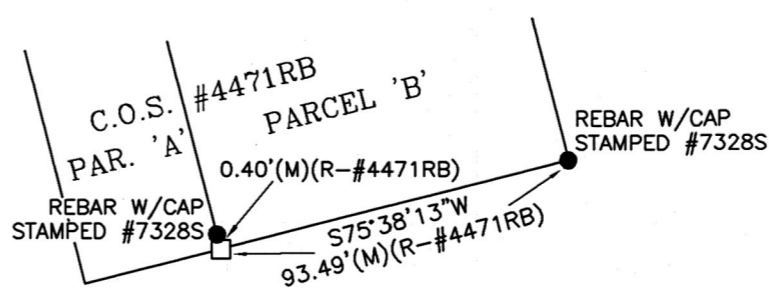 C.O.S. #4471RB
PAR. 'A' PARCEL 'B'
REBAR W/CAP
STAMPED #7328S
0.40'(M)(R-#4471RB)
REBAR W/CAP
STAMPED #7328S
S75°38'13"W
93.49'(M)(R-#4471RB)